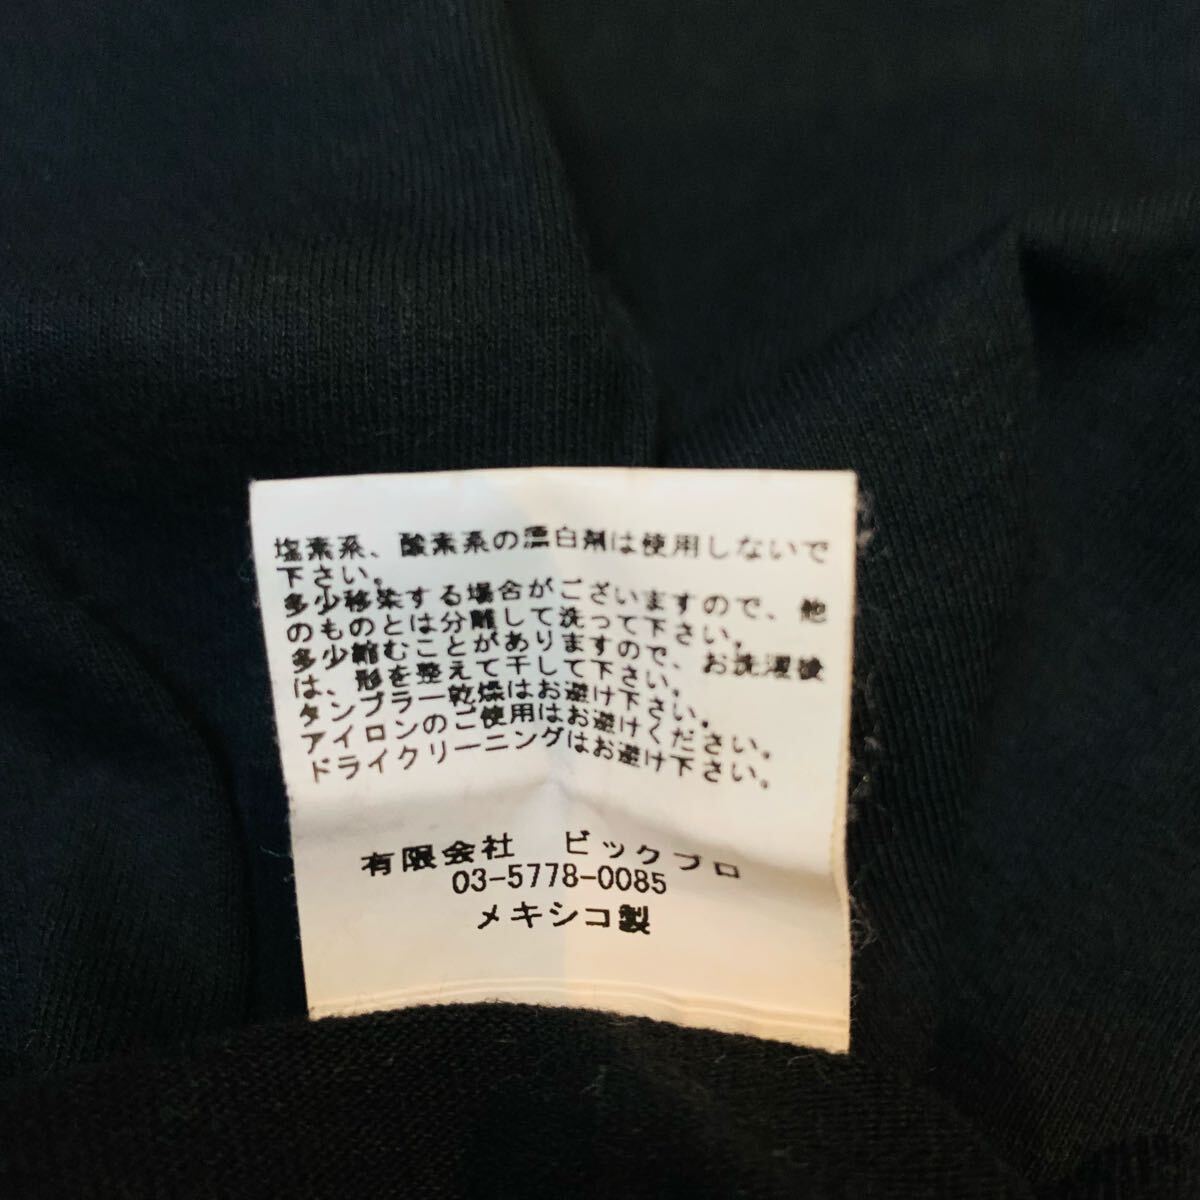 塩素系、酸素系の漂白剤は使用しないで
下さい。
多少移染する場合がございますので、他
のものとは分離して洗って下さい。
多少縮むことがありますので、お洗濯後
は、形を整えて干して下さい。
タンブラー乾燥はお避け下さい。
アイロンのご使用はお避けください。
ドライクリーニングはお避け下さい。
有限会社 ビックプロ
03-5778-0085
メキシコ製